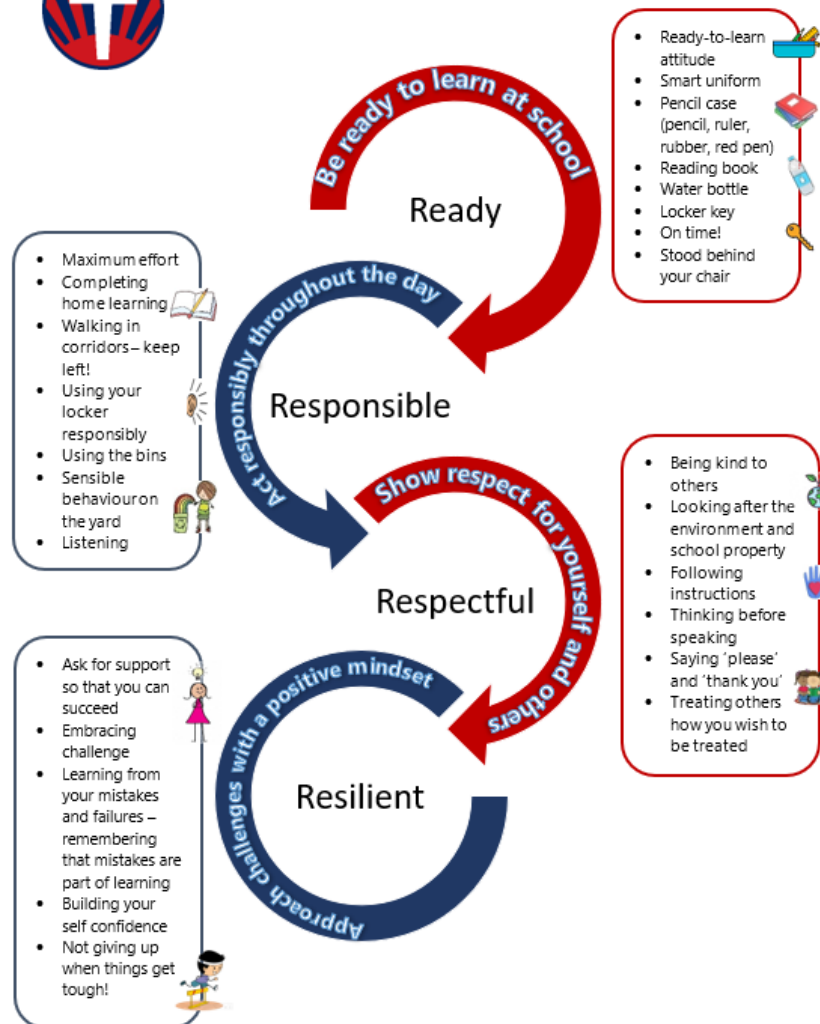 Be ready to learn at school
Ready
• Ready-to-learn
attitude
• Smart uniform
• Pencil case
(pencil, ruler,
rubber, red pen)
• Reading book
• Water bottle
• Locker key
• On time!
• Stood behind
your chair
Act responsibly throughout the day
Responsible
• Maximum effort
• Completing
home learning
• Walking in
corridors – keep
left!
• Using your
locker
responsibly
• Using the bins
• Sensible
behaviour on
the yard
• Listening
Show respect for yourself and others
Respectful
• Being kind to
others
• Looking after the
environment and
school property
• Following
instructions
• Thinking before
speaking
• Saying ‘please’
and ‘thank you’
• Treating others
how you wish to
be treated
Approach challenges with a positive mindset
Resilient
• Ask for support
so that you can
succeed
• Embracing
challenge
• Learning from
your mistakes
and failures –
remembering
that mistakes are
part of learning
• Building your
self confidence
• Not giving up
when things get
tough!